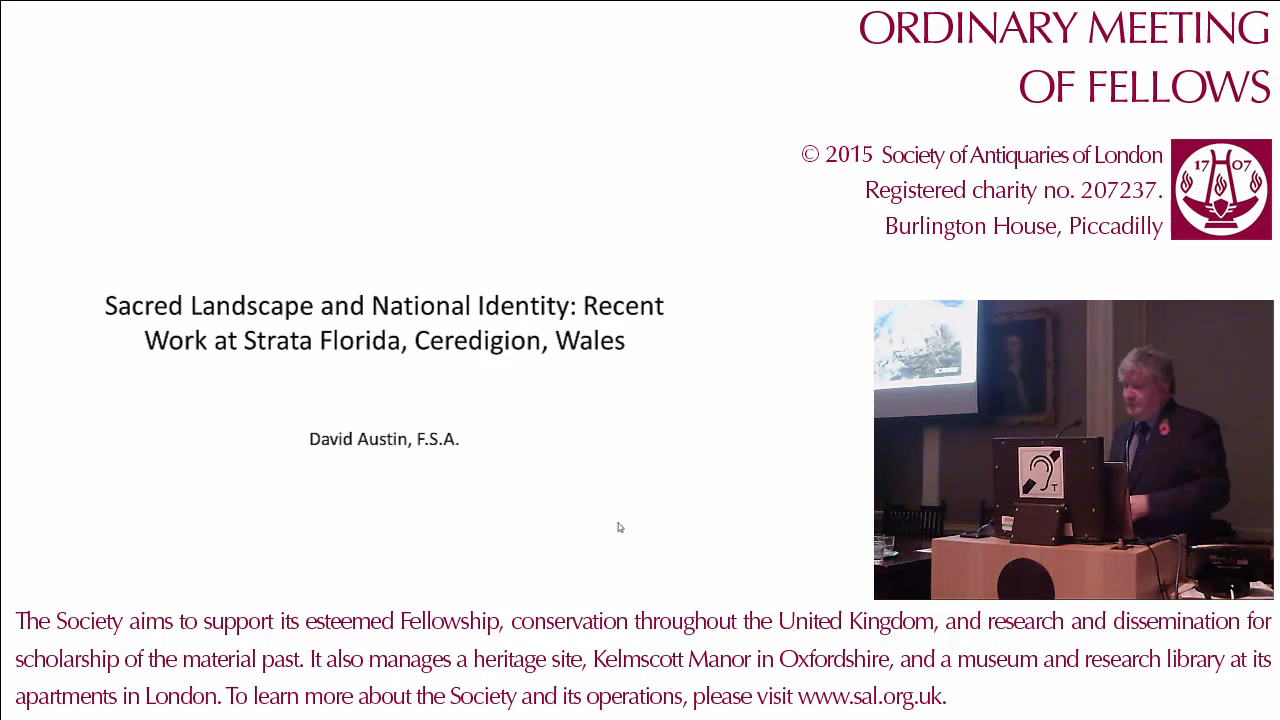 ORDINARY MEETING
OF FELLOWS
© 2015 Society of Antiquaries of London
Registered charity no. 207237.
Burlington House, Piccadilly
17 07
Sacred Landscape and National Identity: Recent
Work at Strata Florida, Ceredigion, Wales
David Austin, F.S.A.
T
The Society aims to support its esteemed Fellowship, conservation throughout the United Kingdom, and research and dissemination for
scholarship of the material past. It also manages a heritage site, Kelmscott Manor in Oxfordshire, and a museum and research library at its
apartments in London. To learn more about the Society and its operations, please visit www.sal.org.uk.